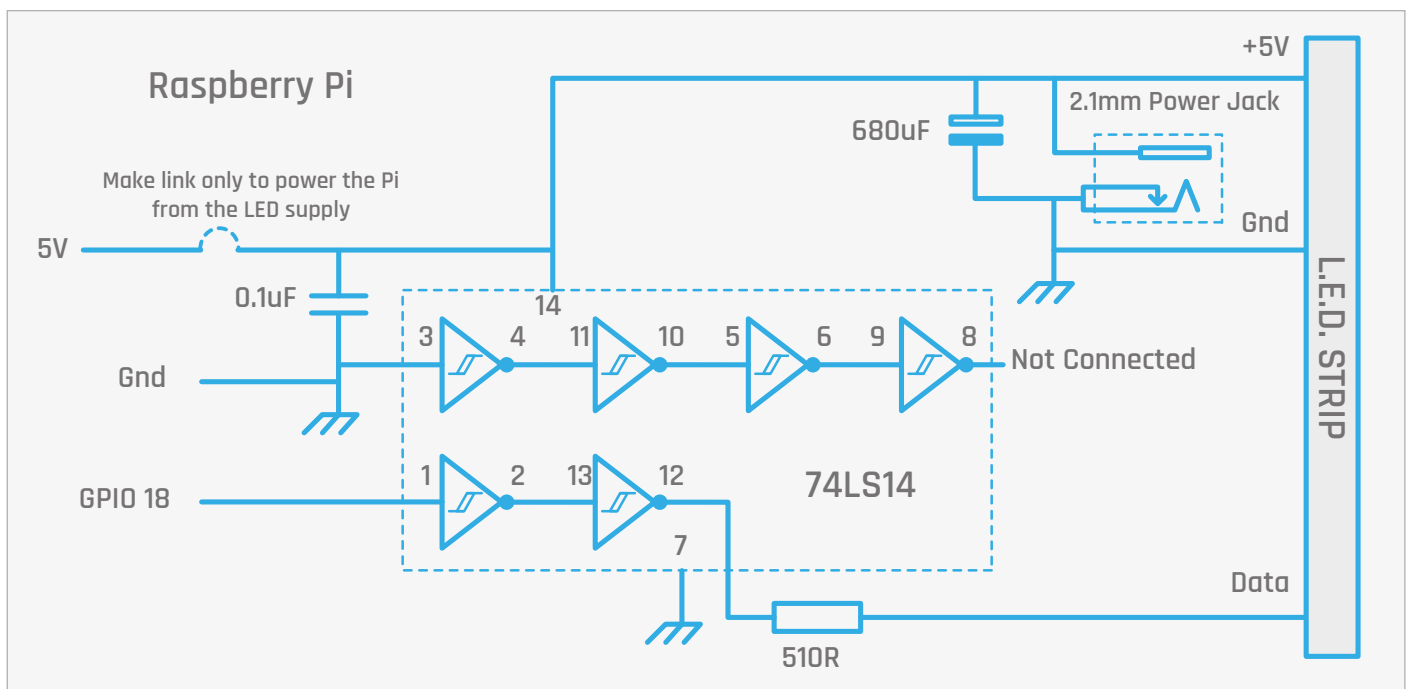 +5V
Raspberry Pi
2.1mm Power Jack
680uF
Make link only to power the Pi
from the LED supply
Gnd
5V
0.1uF
14
3
4
11
10
5
6
9
8
Not Connected
Gnd
L.E.D. STRIP
1
2
13
12
74LS14
GPIO 18
7
Data
510R